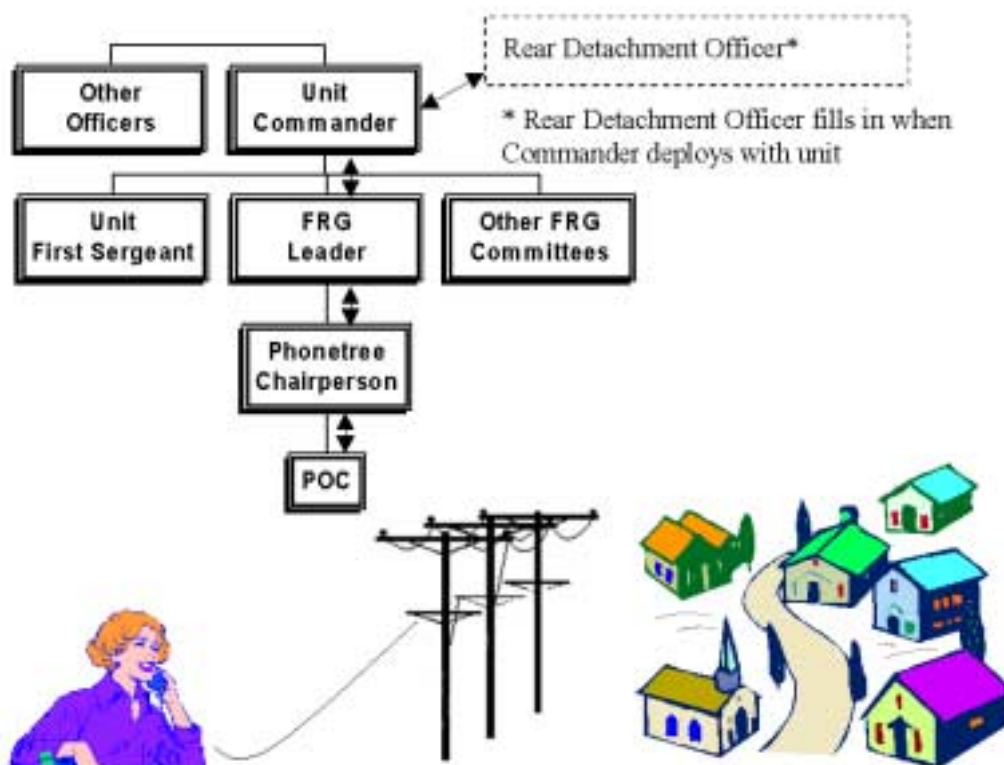 Rear Detachment Officer*
Other
Officers
Unit
Commander
* Rear Detachment Officer fills in when
Commander deploys with unit
Unit
First Sergeant
FRG
Leader
Other FRG
Committees
Phonetree
Chairperson
POC